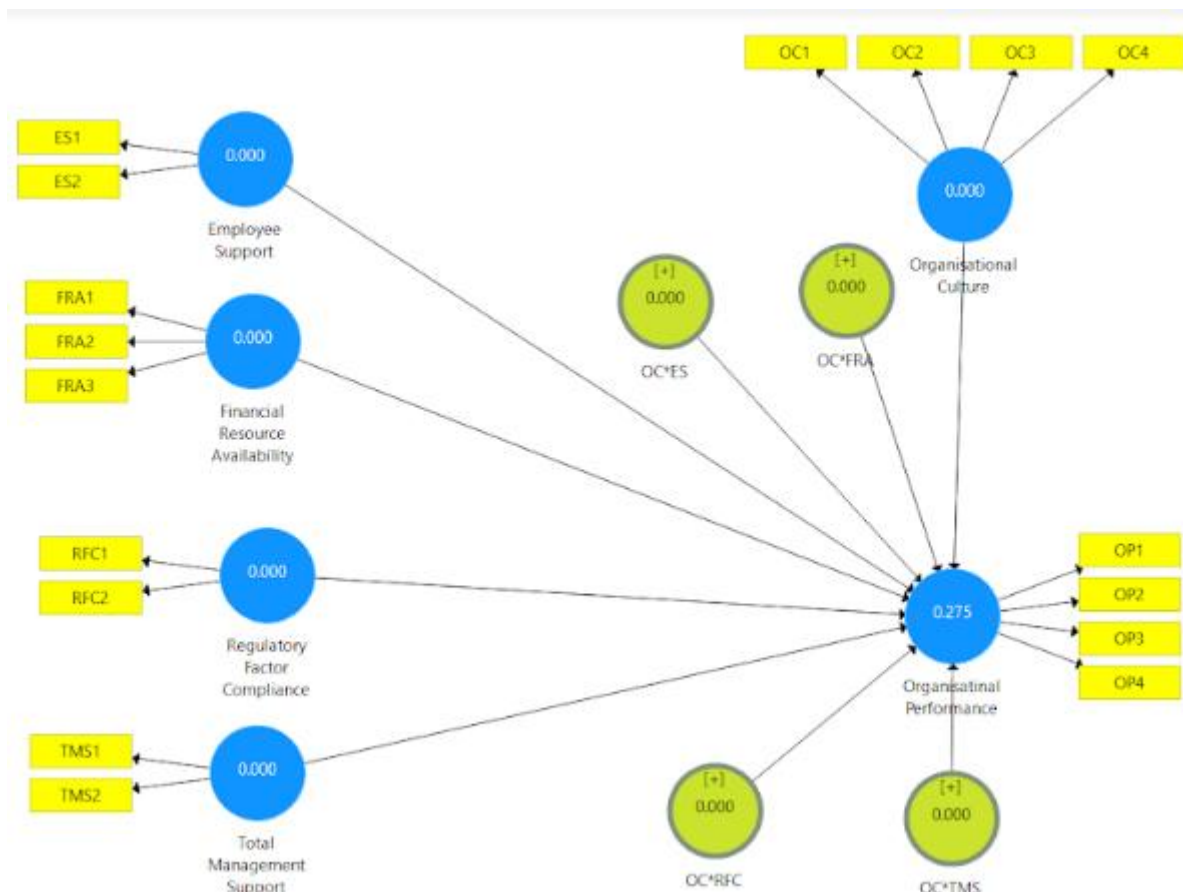 OC1
OC2
OC3
OC4
ES1
ES2
0.000
Employee
Support
0.000
Organisational
Culture
[+]
0.000
OC*ES
[+]
0.000
OC*FRA
FRA1
FRA2
FRA3
0.000
Financial
Resource
Availability
RFC1
RFC2
0.000
Regulatory
Factor
Compliance
0.275
Organisatinal
Performance
OP1
OP2
OP3
OP4
TMS1
TMS2
0.000
Total
Management
Support
[+]
0.000
OC*RFC
[+]
0.000
OC*TMS